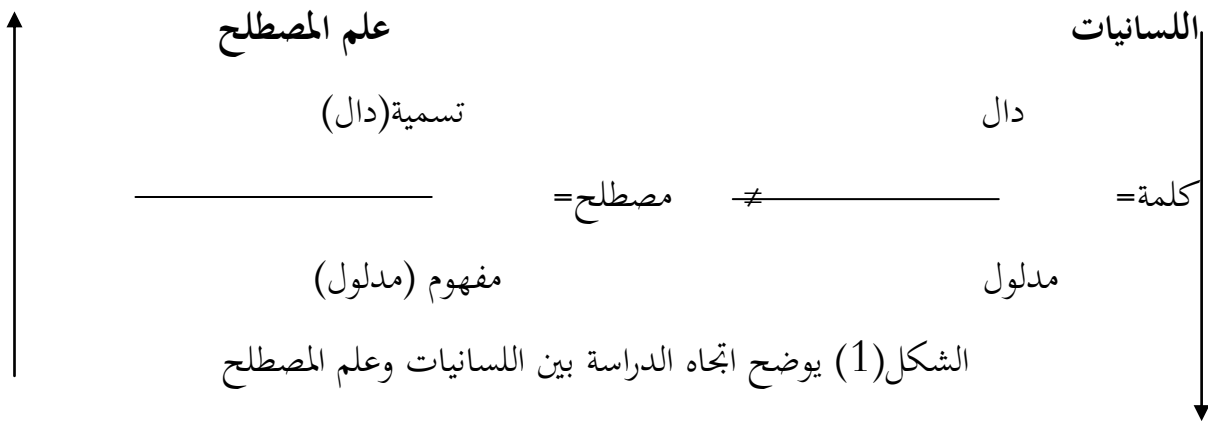 اللسانيات علم المصطلح
دال تسمية(دال)
كلمة= ≠ مصطلح=
مدلول مفهوم (مدلول)
الشكل(1) يوضح اتجاه الدراسة بين اللسانيات وعلم المصطلح